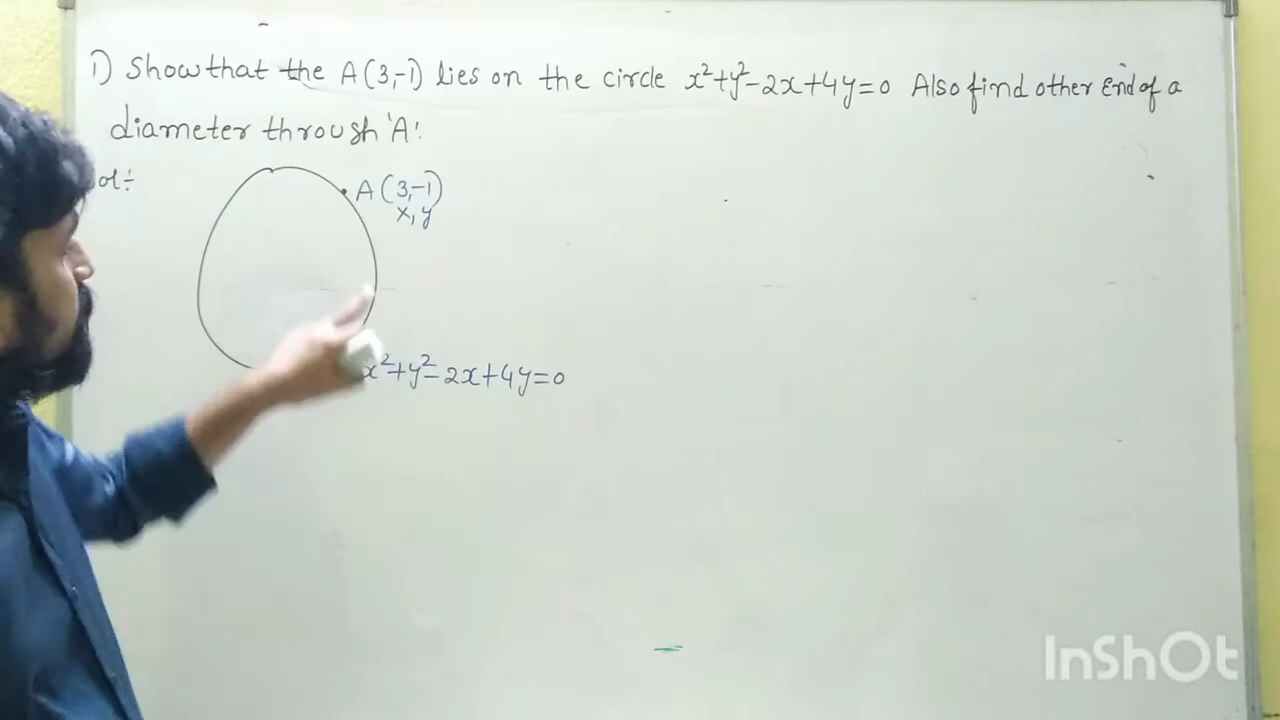 1) Show that the A(3,-1) lies on the circle x²+y²-2x+4y=0 Also find other End of a
diameter throush 'A'.
ol:-
A(3,-1)
x, y
x²+y²-2x+4y=0
InShOt